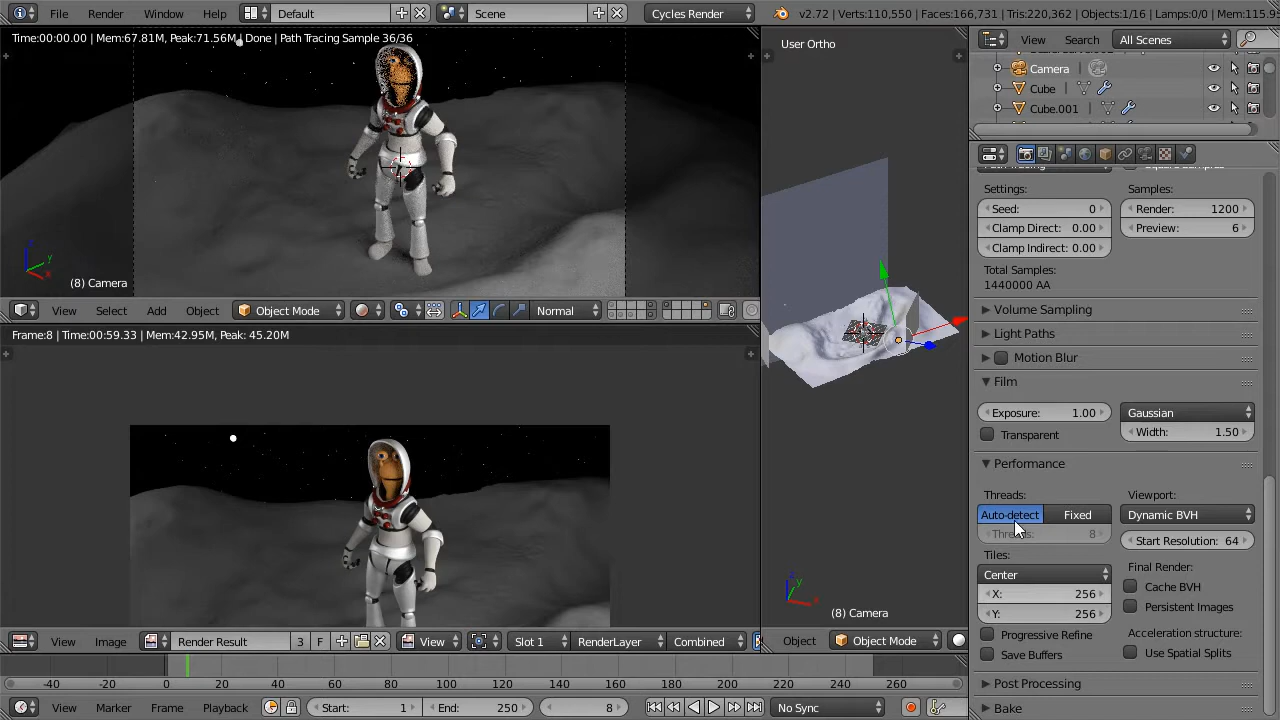 File Render Window Help Default Scene Cycles Render v2.72 | Verts:110,550 | Faces:166,731 | Tris:220,362 | Objects:1/16 | Lamps:0/0 | Mem:115.9
Time:00:00.00 | Mem:67.81M, Peak:71.56M | Done | Path Tracing Sample 36/36
User Ortho
View Search All Scenes
Camera
Cube
Cube.001
Settings: Samples:
Seed: 0 Render: 1200
Clamp Direct: 0.00 Preview: 6
Clamp Indirect: 0.00
Total Samples:
1440000 AA
Volume Sampling
Light Paths
Motion Blur
Film
Exposure: 1.00 Gaussian
Transparent Width: 1.50
Performance
Threads: Viewport:
Auto-detect Fixed Dynamic BVH
8 Start Resolution: 64
Tiles: Final Render:
Center Cache BVH
X: 256 Persistent Images
Y: 256
Progressive Refine Acceleration structure:
Save Buffers Use Spatial Splits
Post Processing
Bake
(8) Camera
View Select Add Object Object Mode Normal
Frame:8 | Time:00:59.33 | Mem:42.95M, Peak: 45.20M
(8) Camera
View Image Render Result 3 F View Slot 1 RenderLayer Combined
Object Object Mode
-40 -20 0 20 40 60 80 100 120 140 160 180 200 220 240 260
View Marker Frame Playback Start: 1 End: 250 8 No Sync
x y z
x y z